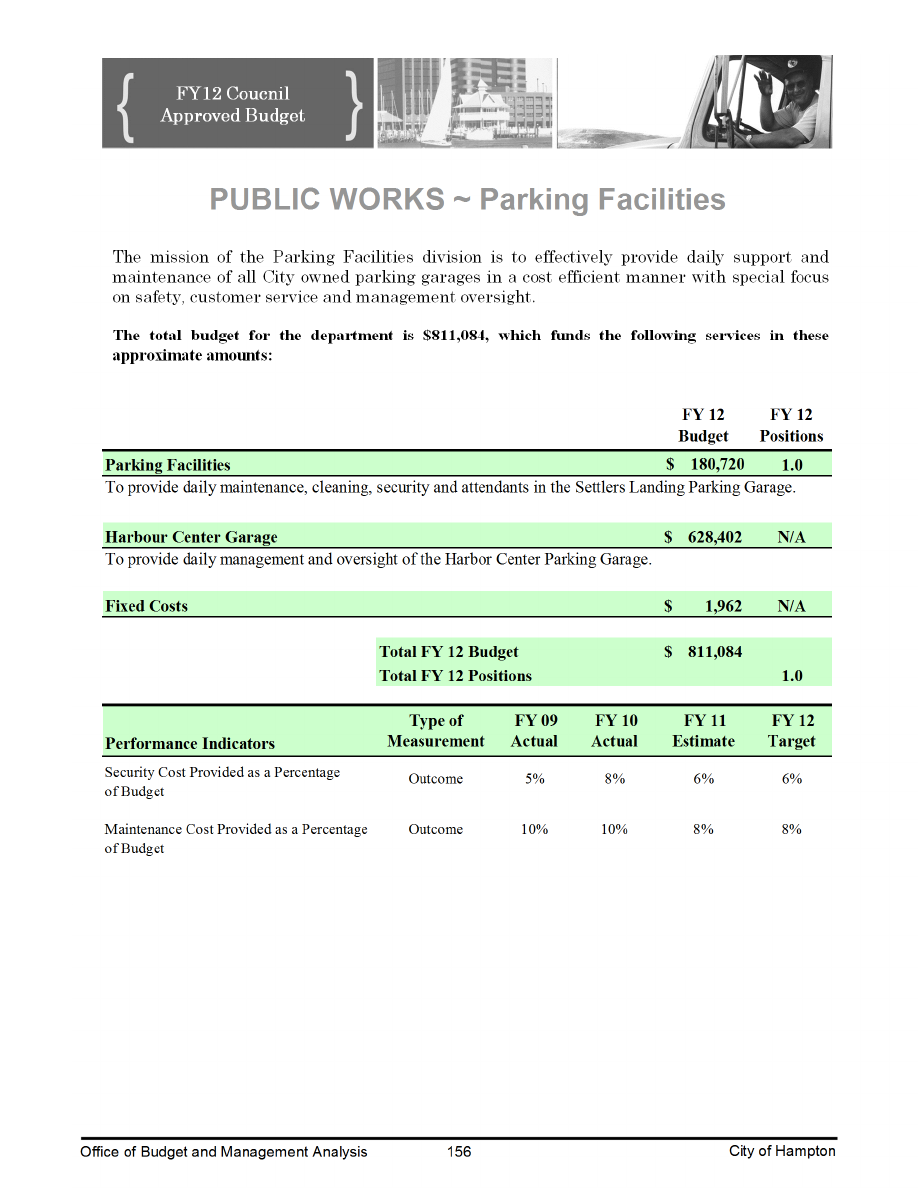 FY12 Coucnil
Approved Budget
PUBLIC WORKS ~ Parking Facilities
The mission of the Parking Facilities division is to effectively provide daily support and
maintenance of all City owned parking garages in a cost efficient manner with special focus
on safety, customer service and management oversight.
The total budget for the department is $811,084, which funds the following services in these
approximate amounts:
FY 12 FY 12
Budget Positions
Parking Facilities $ 180,720 1.0
To provide daily maintenance, cleaning, security and attendants in the Settlers Landing Parking Garage.
Harbour Center Garage $ 628,402 N/A
To provide daily management and oversight of the Harbor Center Parking Garage.
Fixed Costs $ 1,962 N/A
Total FY 12 Budget $ 811,084
Total FY 12 Positions 1.0
Type of FY 09 FY 10 FY 11 FY 12
Performance Indicators Measurement Actual Actual Estimate Target
Security Cost Provided as a Percentage
of Budget Outcome 5% 8% 6% 6%
Maintenance Cost Provided as a Percentage Outcome 10% 10% 8% 8%
of Budget
Office of Budget and Management Analysis 156 City of Hampton